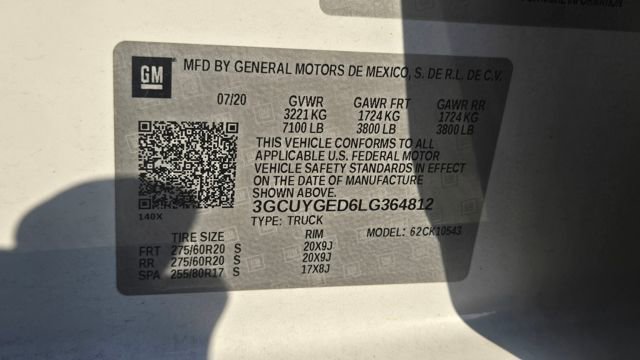 INFORMATION
GM
MFD BY GENERAL MOTORS DE MEXICO, S. DE R.L. DE C.V.
07/20 GVWR GAWR FRT GAWR RR
3221 KG 1724 KG 1724 KG
7100 LB 3800 LB 3800 LB
THIS VEHICLE CONFORMS TO ALL
APPLICABLE U.S. FEDERAL MOTOR
VEHICLE SAFETY STANDARDS IN EFFECT
ON THE DATE OF MANUFACTURE
SHOWN ABOVE.
3GCUYGED6LG364812
140X
TYPE: TRUCK MODEL: 62CK10543
TIRE SIZE RIM
FRT 275/60R20 S 20X9J
RR 275/60R20 S 20X9J
SPA 255/80R17 S 17X8J